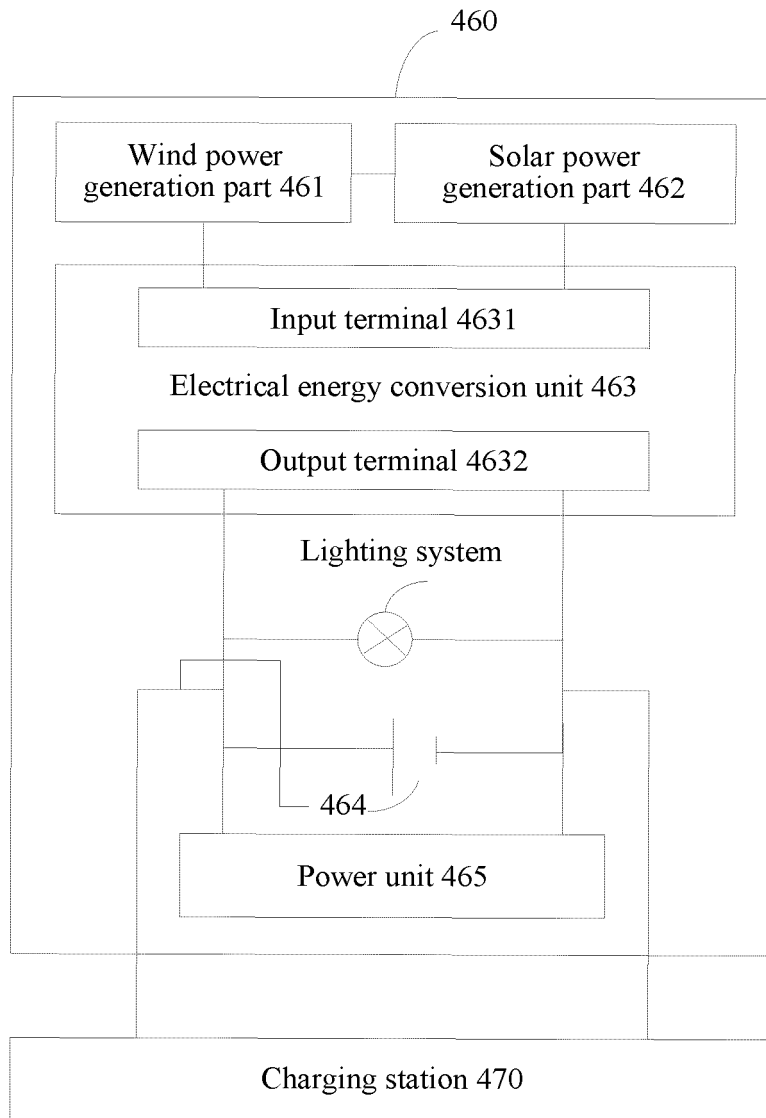 460
Wind power
generation part 461
Solar power
generation part 462
Input terminal 4631
Electrical energy conversion unit 463
Output terminal 4632
Lighting system
464
Power unit 465
Charging station 470